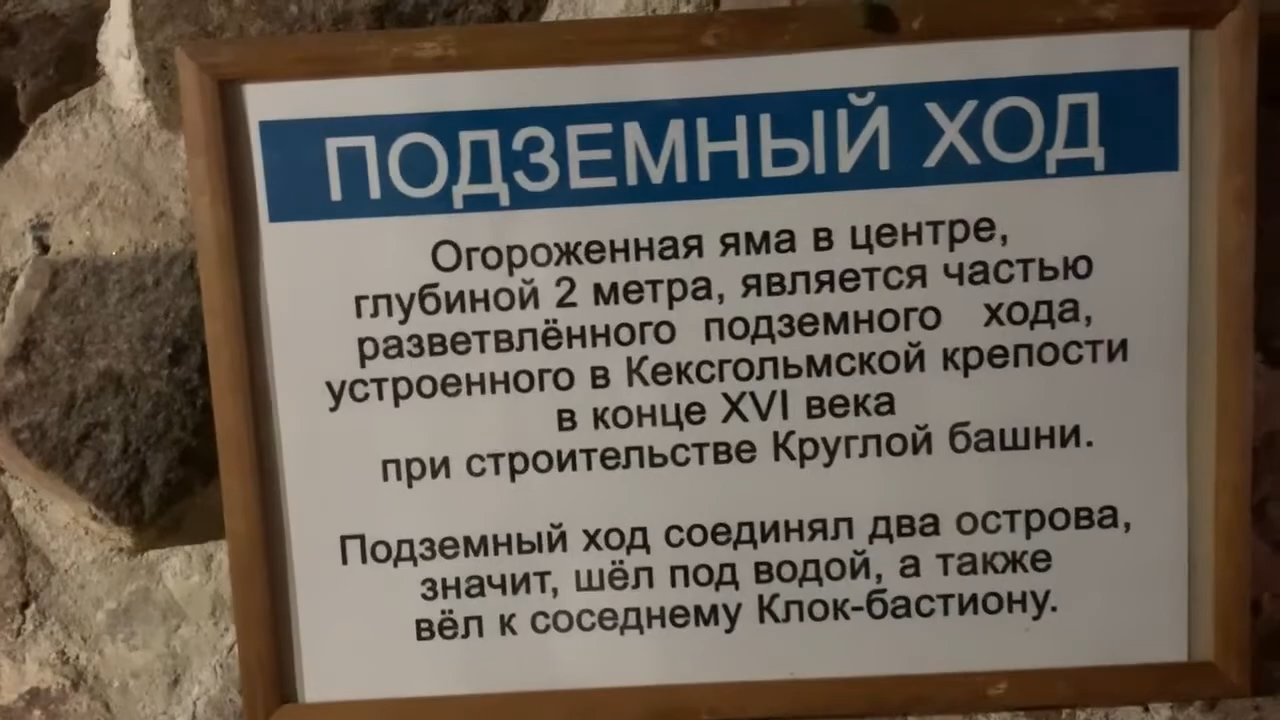 ПОДЗЕМНЫЙ ХОД
Огороженная яма в центре,
глубиной 2 метра, является частью
разветвлённого подземного хода,
устроенного в Кексгольмской крепости
в конце XVI века
при строительстве Круглой башни.
Подземный ход соединял два острова,
значит, шёл под водой, а также
вёл к соседнему Клок-бастиону.